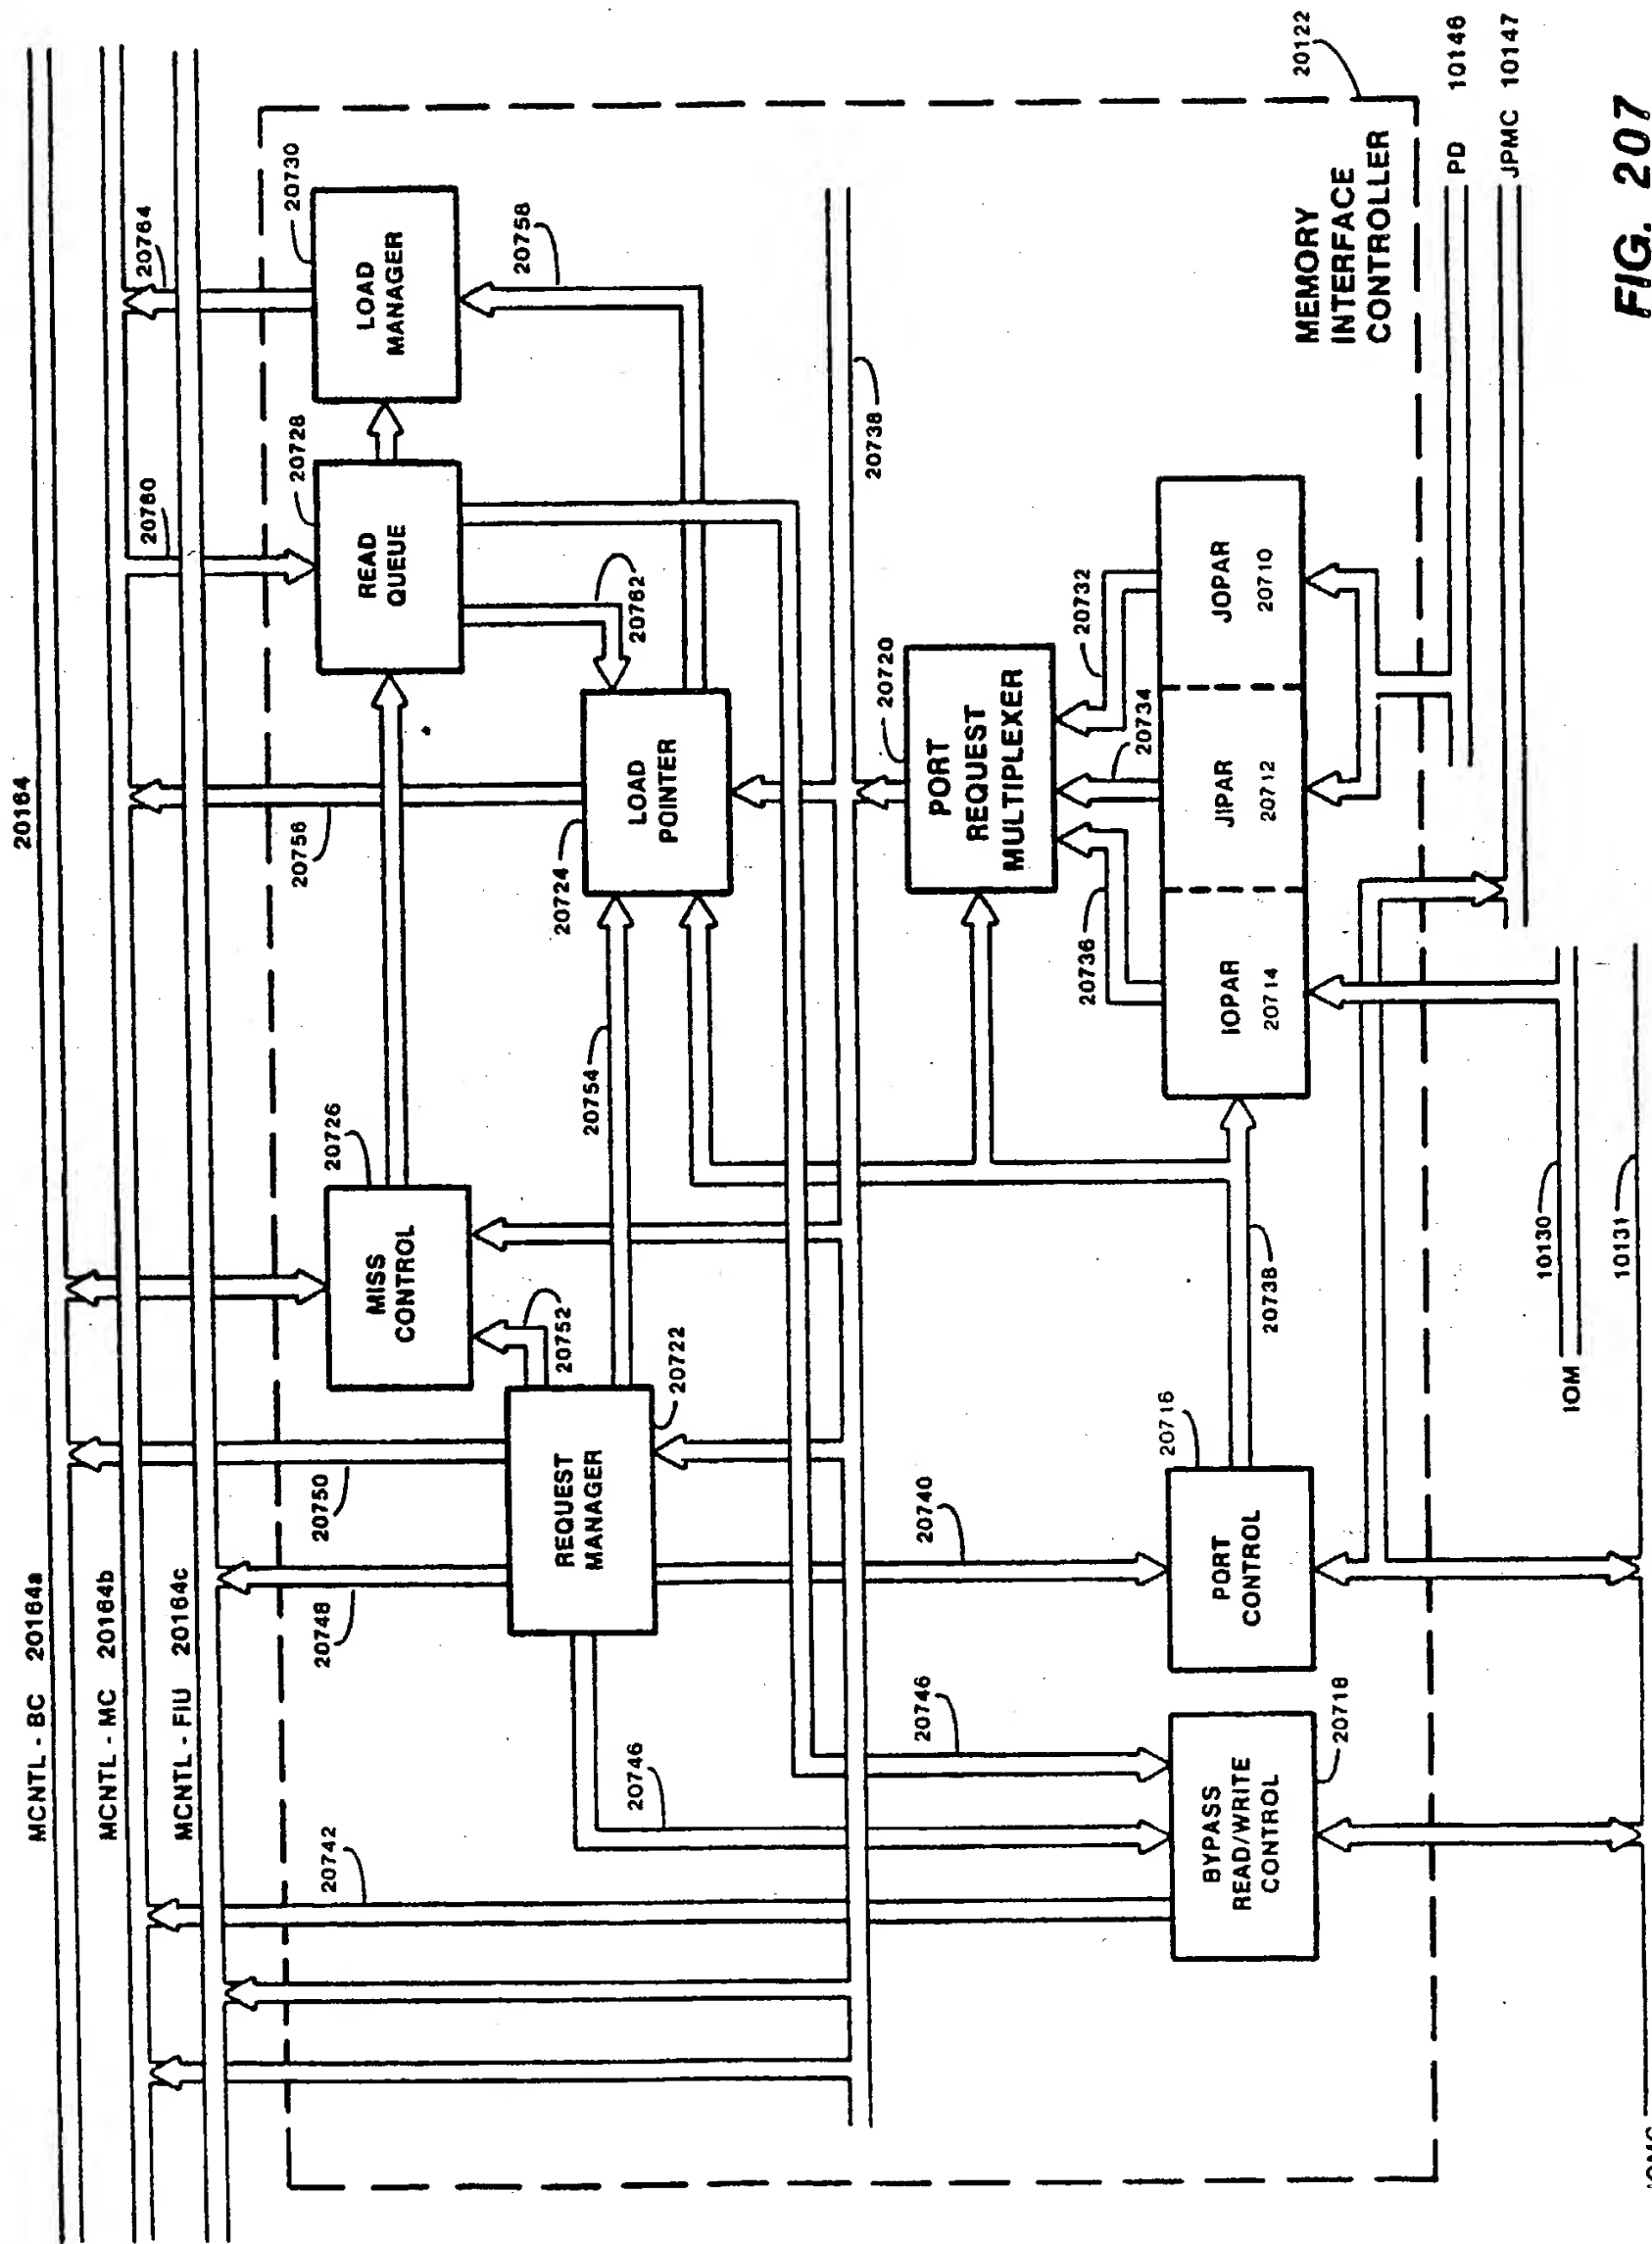 20164
MCNTL - BC 20164a
MCNTL - MC 20164b
MCNTL - FIU 20164c
20742
20748
20750
20756
20760
20764
MISS
CONTROL
20726
READ
QUEUE
20728
LOAD
MANAGER
20730
REQUEST
MANAGER
20722
20752
20754
LOAD
POINTER
20724
20762
20758
20746
20746
20740
20738
PORT
REQUEST
MULTIPLEXER
20720
20736
20734
20732
BYPASS
READ/WRITE
CONTROL
20718
PORT
CONTROL
20716
20738
IOPAR
20714
JIPAR
20712
JOPAR
20710
MEMORY
INTERFACE
CONTROLLER
20122
PD 10146
JPMC 10147
IOM
10130
10131
FIG. 207